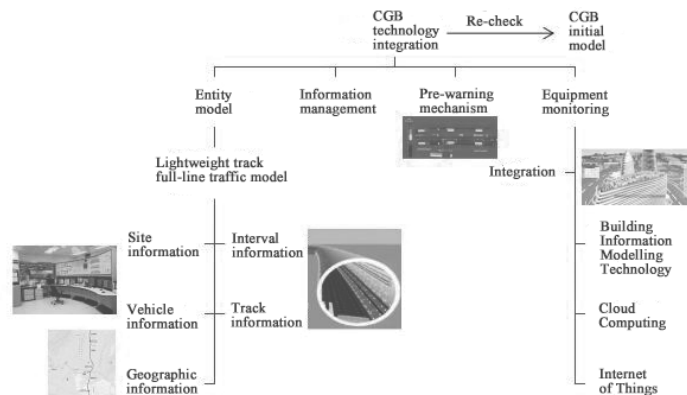 CGB
technology
integration
Re-check
CGB
initial
model
Entity
model
Information
management
Pre-warning
mechanism
Equipment
monitoring
Lightweight track
full-line traffic model
Integration
Site
information
Interval
information
Building
Information
Modelling
Technology
Vehicle
information
Track
information
Cloud
Computing
Geographic
information
Internet
of Things